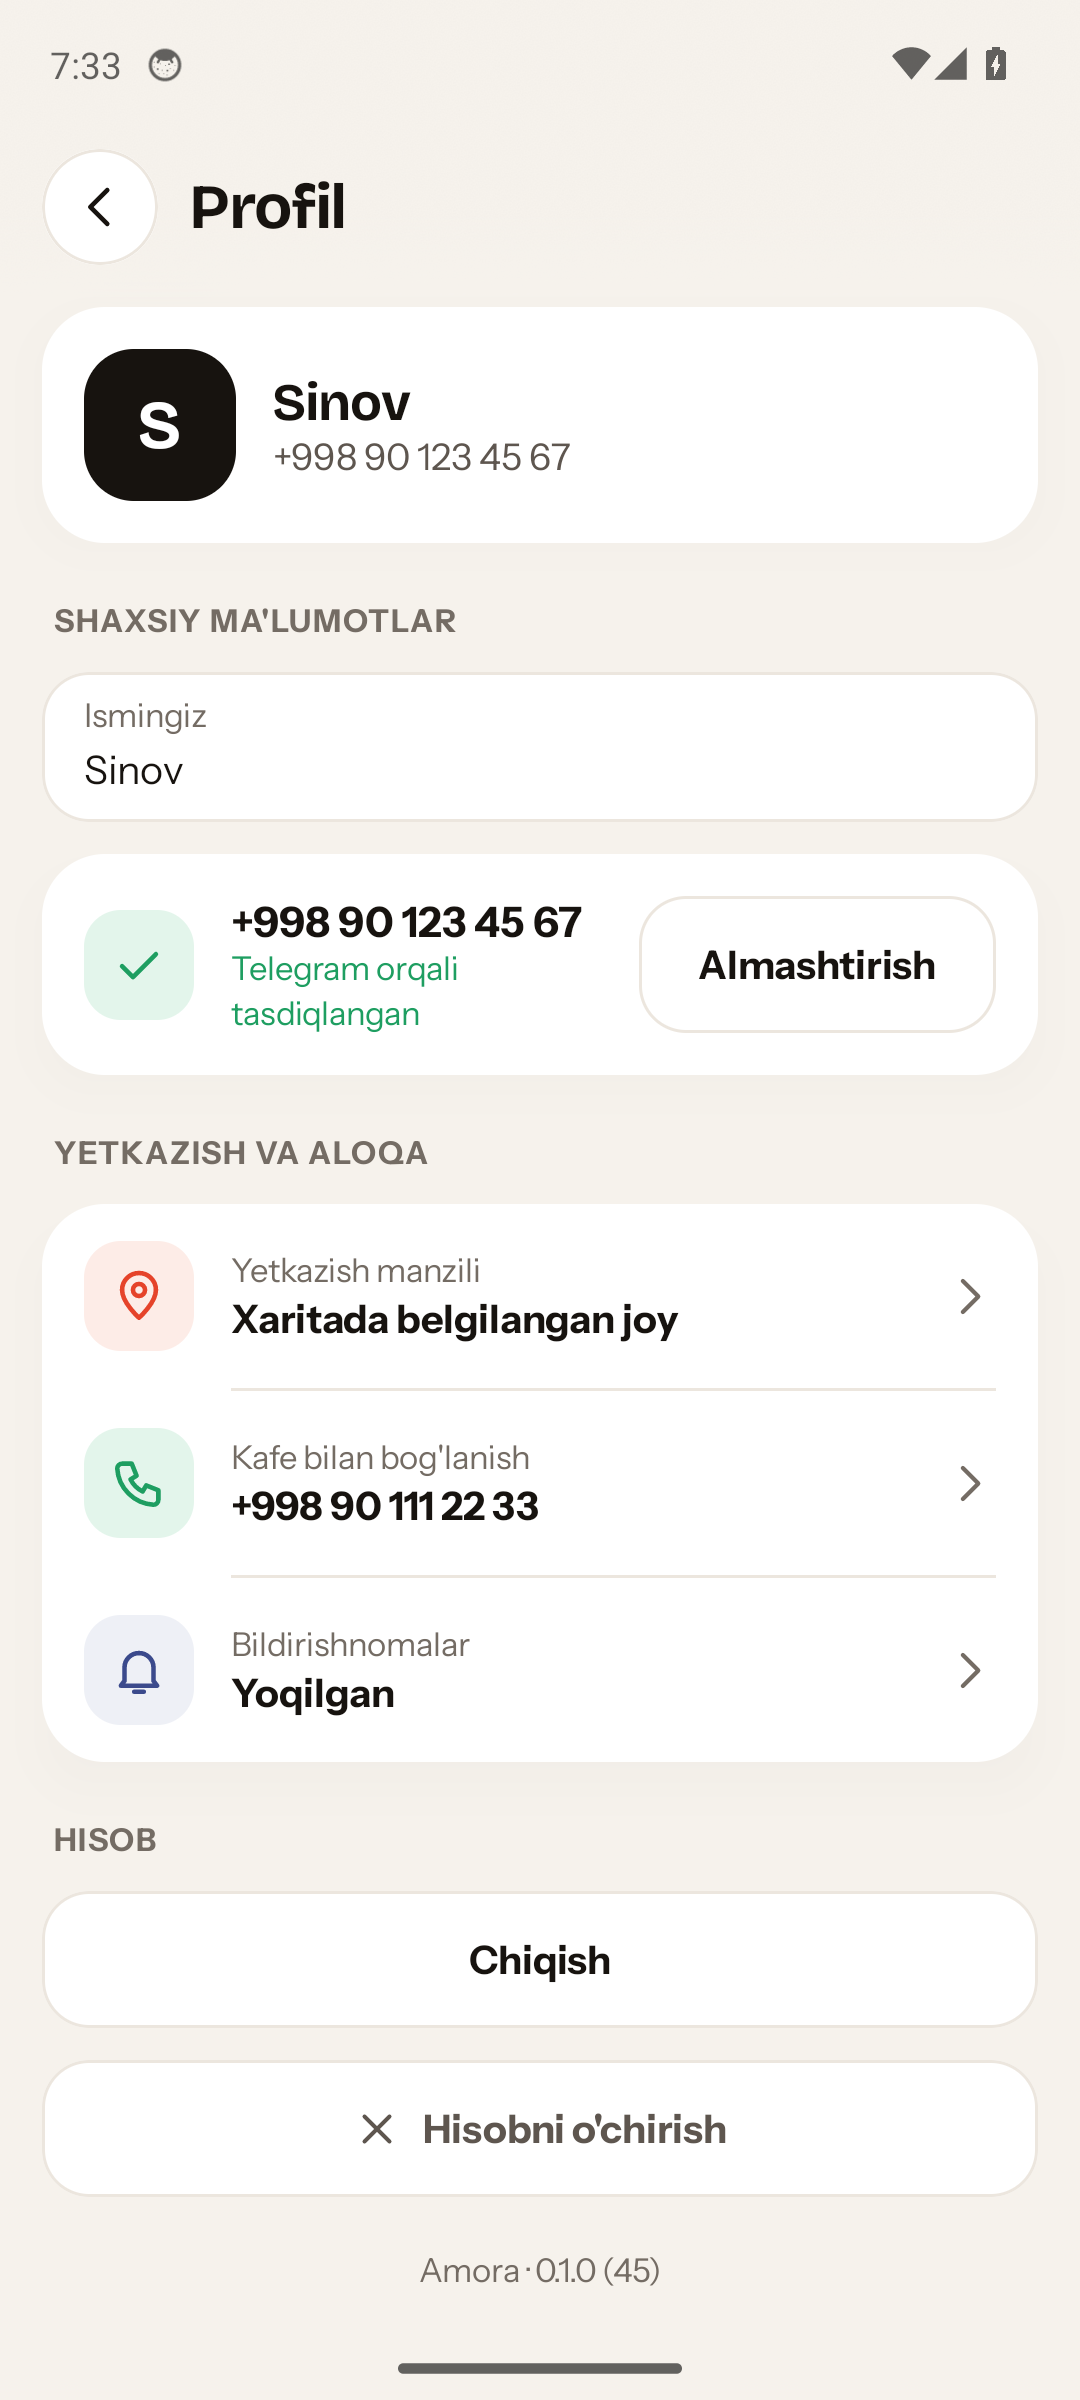 7:33
Profil
S
Sinov
+998 90 123 45 67
SHAXSIY MA'LUMOTLAR
Ismingiz
Sinov
+998 90 123 45 67
Telegram orqali
tasdiqlangan
Almashtirish
YETKAZISH VA ALOQA
Yetkazish manzili
Xaritada belgilangan joy
Kafe bilan bog'lanish
+998 90 111 22 33
Bildirishnomalar
Yoqilgan
HISOB
Chiqish
Hisobni o'chirish
Amora · 0.1.0 (45)